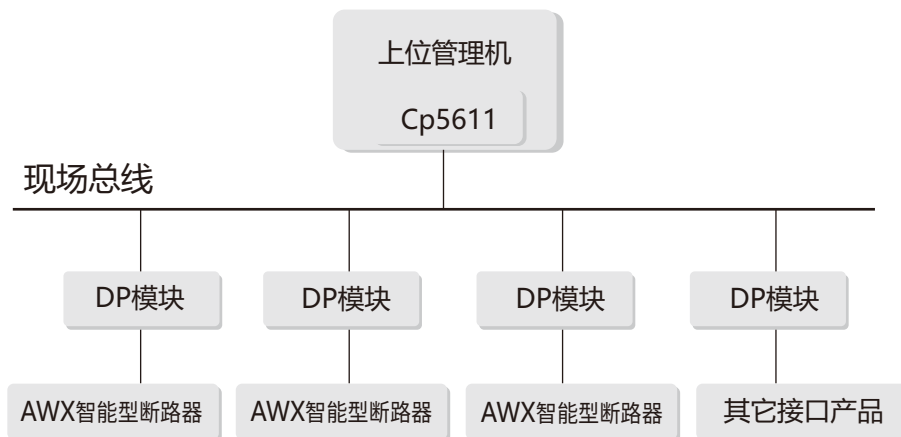 上位管理机
Cp5611
现场总线
DP模块
DP模块
DP模块
DP模块
AWX智能型断路器
AWX智能型断路器
AWX智能型断路器
其它接口产品